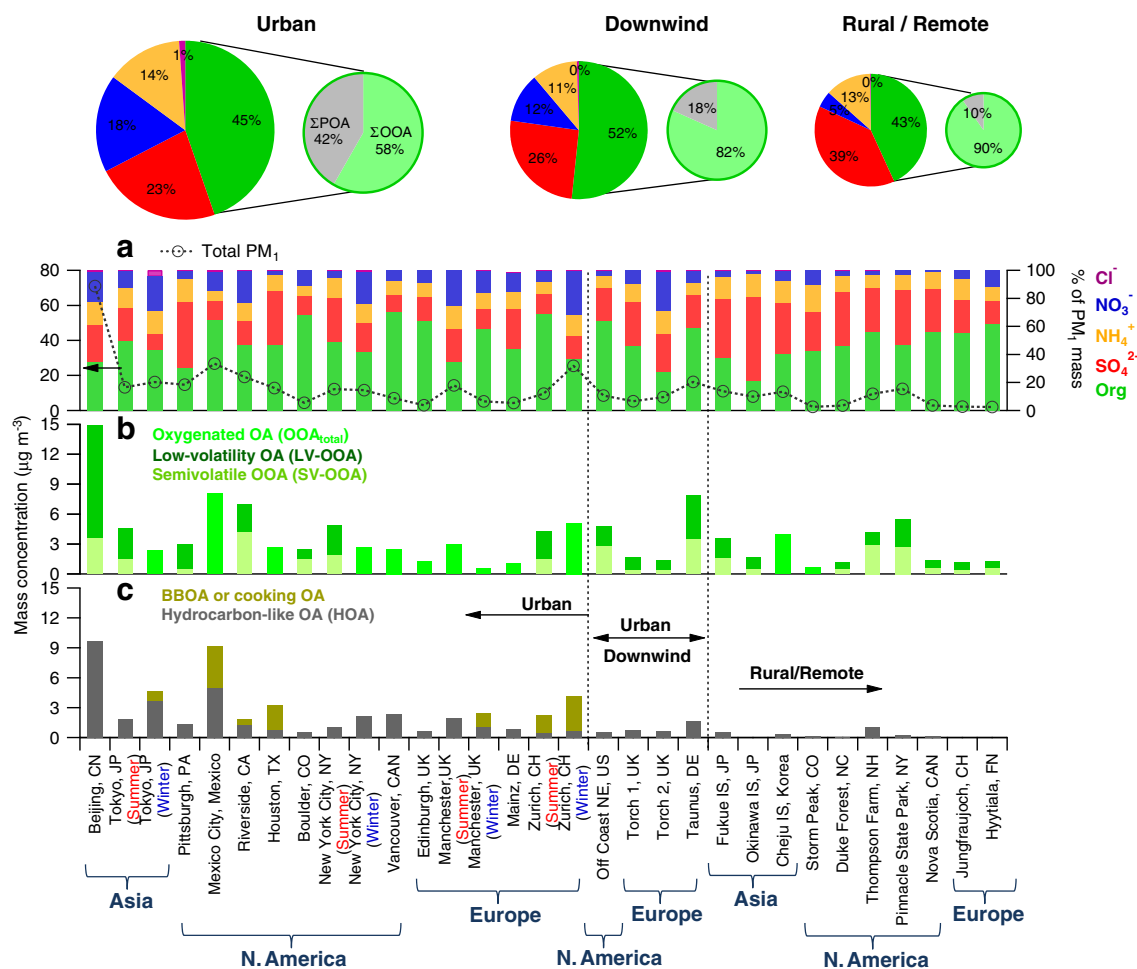 Urban
Downwind
Rural / Remote
1%
14%
18%
23%
45%
ΣPOA
42%
ΣOOA
58%
0%
11%
12%
26%
52%
18%
82%
0%
13%
5%
39%
43%
10%
90%
a
Total PM1
80
60
40
20
0
100
80
60
40
20
0
% of PM1 mass
Cl-
NO3-
NH4+
SO42-
Org
Mass concentration (µg m-3)
b
15
12
9
6
3
0
Oxygenated OA (OOAtotal)
Low-volatility OA (LV-OOA)
Semivolatile OOA (SV-OOA)
c
15
12
9
6
3
0
BBOA or cooking OA
Hydrocarbon-like OA (HOA)
Urban
Urban
Downwind
Rural/Remote
Beijing, CN
Tokyo, JP
(Summer)
Tokyo, JP
(Winter)
Pittsburgh, PA
Mexico City, Mexico
Riverside, CA
Houston, TX
Boulder, CO
New York City, NY
(Summer)
New York City, NY
(Winter)
Vancouver, CAN
Edinburgh, UK
Manchester, UK
(Summer)
Manchester, UK
(Winter)
Mainz, DE
Zurich, CH
(Summer)
Zurich, CH
(Winter)
Off Coast NE, US
Torch 1, UK
Torch 2, UK
Taunus, DE
Fukue IS, JP
Okinawa IS, JP
Cheju IS, Korea
Storm Peak, CO
Duke Forest, NC
Thompson Farm, NH
Pinnacle State Park, NY
Nova Scotia, CAN
Jungfraujoch, CH
Hyytiala, FN
Asia
N. America
Europe
N. America
Europe
Asia
N. America
Europe